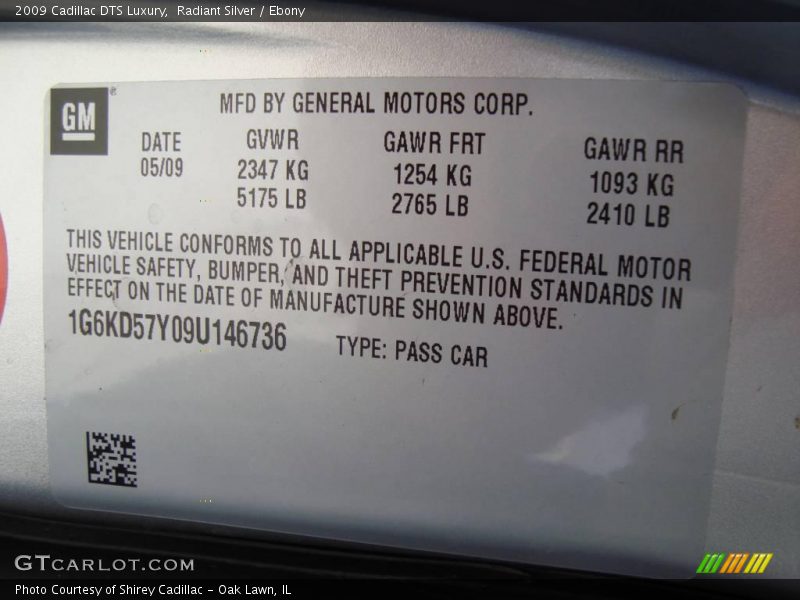 2009 Cadillac DTS Luxury, Radiant Silver / Ebony
GM
MFD BY GENERAL MOTORS CORP.
DATE GVWR GAWR FRT GAWR RR
05/09 2347 KG 1254 KG 1093 KG
5175 LB 2765 LB 2410 LB
THIS VEHICLE CONFORMS TO ALL APPLICABLE U.S. FEDERAL MOTOR
VEHICLE SAFETY, BUMPER, AND THEFT PREVENTION STANDARDS IN
EFFECT ON THE DATE OF MANUFACTURE SHOWN ABOVE.
1G6KD57Y09U146736 TYPE: PASS CAR
GTCARLOT.COM
Photo Courtesy of Shirey Cadillac - Oak Lawn, IL